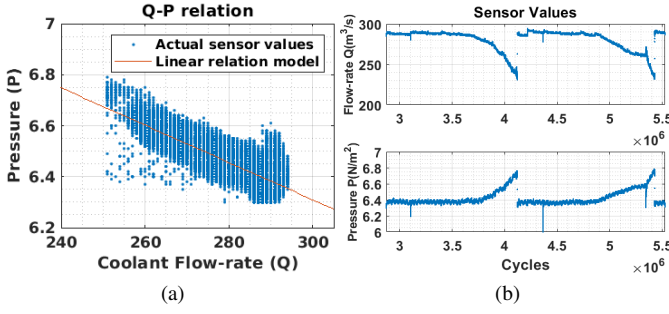 Q-P relation
Actual sensor values
Linear relation model
Pressure (P)
7
6.8
6.6
6.4
6.2
240
260
280
300
Coolant Flow-rate (Q)
(a)
Sensor Values
Flow-rate Q(m³/s)
300
250
200
3
3.5
4
4.5
5
5.5
× 10⁶
Pressure P(N/m²)
7
6.8
6.6
6.4
6.2
6
3
3.5
4
4.5
5
5.5
× 10⁶
Cycles
(b)